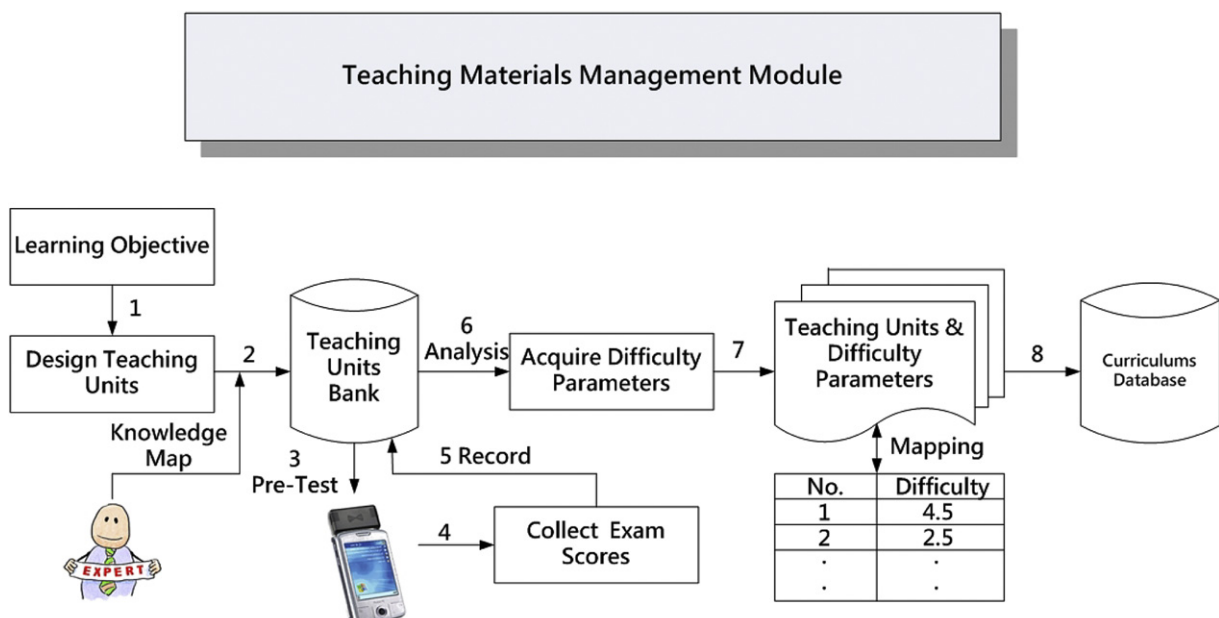 Teaching Materials Management Module
Learning Objective
1
Design Teaching
Units
2
Knowledge
Map
EXPERT
Teaching
Units
Bank
3
Pre-Test
4
Collect Exam
Scores
5 Record
6
Analysis
Acquire Difficulty
Parameters
7
Teaching Units &
Difficulty
Parameters
8
Curriculums
Database
Mapping
No. Difficulty
1 4.5
2 2.5
. .
. .